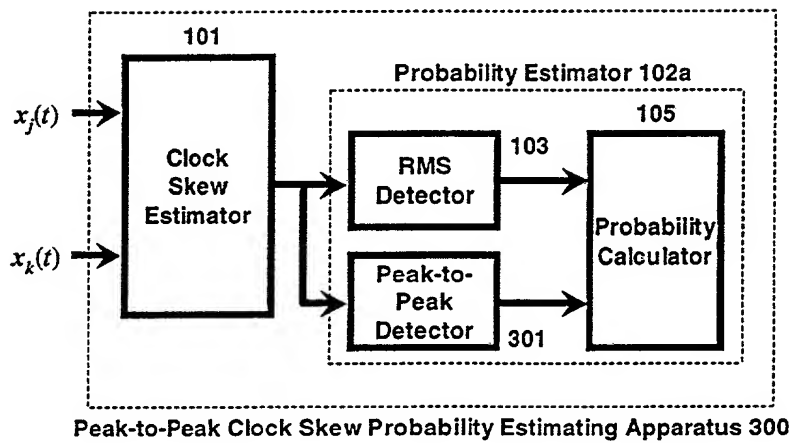 101
Probability Estimator 102a
105
x_j(t)
Clock
Skew
Estimator
RMS
Detector
103
Probability
Calculator
x_k(t)
Peak-to-
Peak
Detector
301
Peak-to-Peak Clock Skew Probability Estimating Apparatus 300